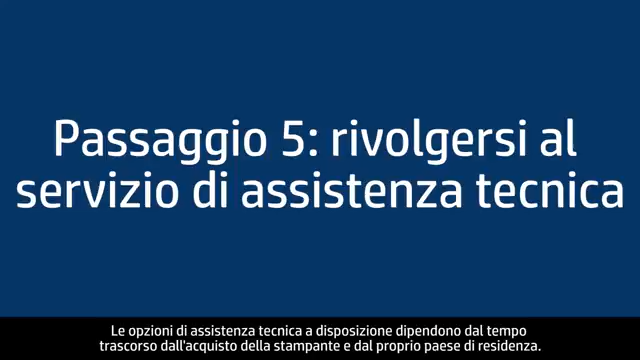 Passaggio 5: rivolgersi al
servizio di assistenza tecnica
Le opzioni di assistenza tecnica a disposizione dipendono dal tempo
trascorso dall'acquisto della stampante e dal proprio paese di residenza.